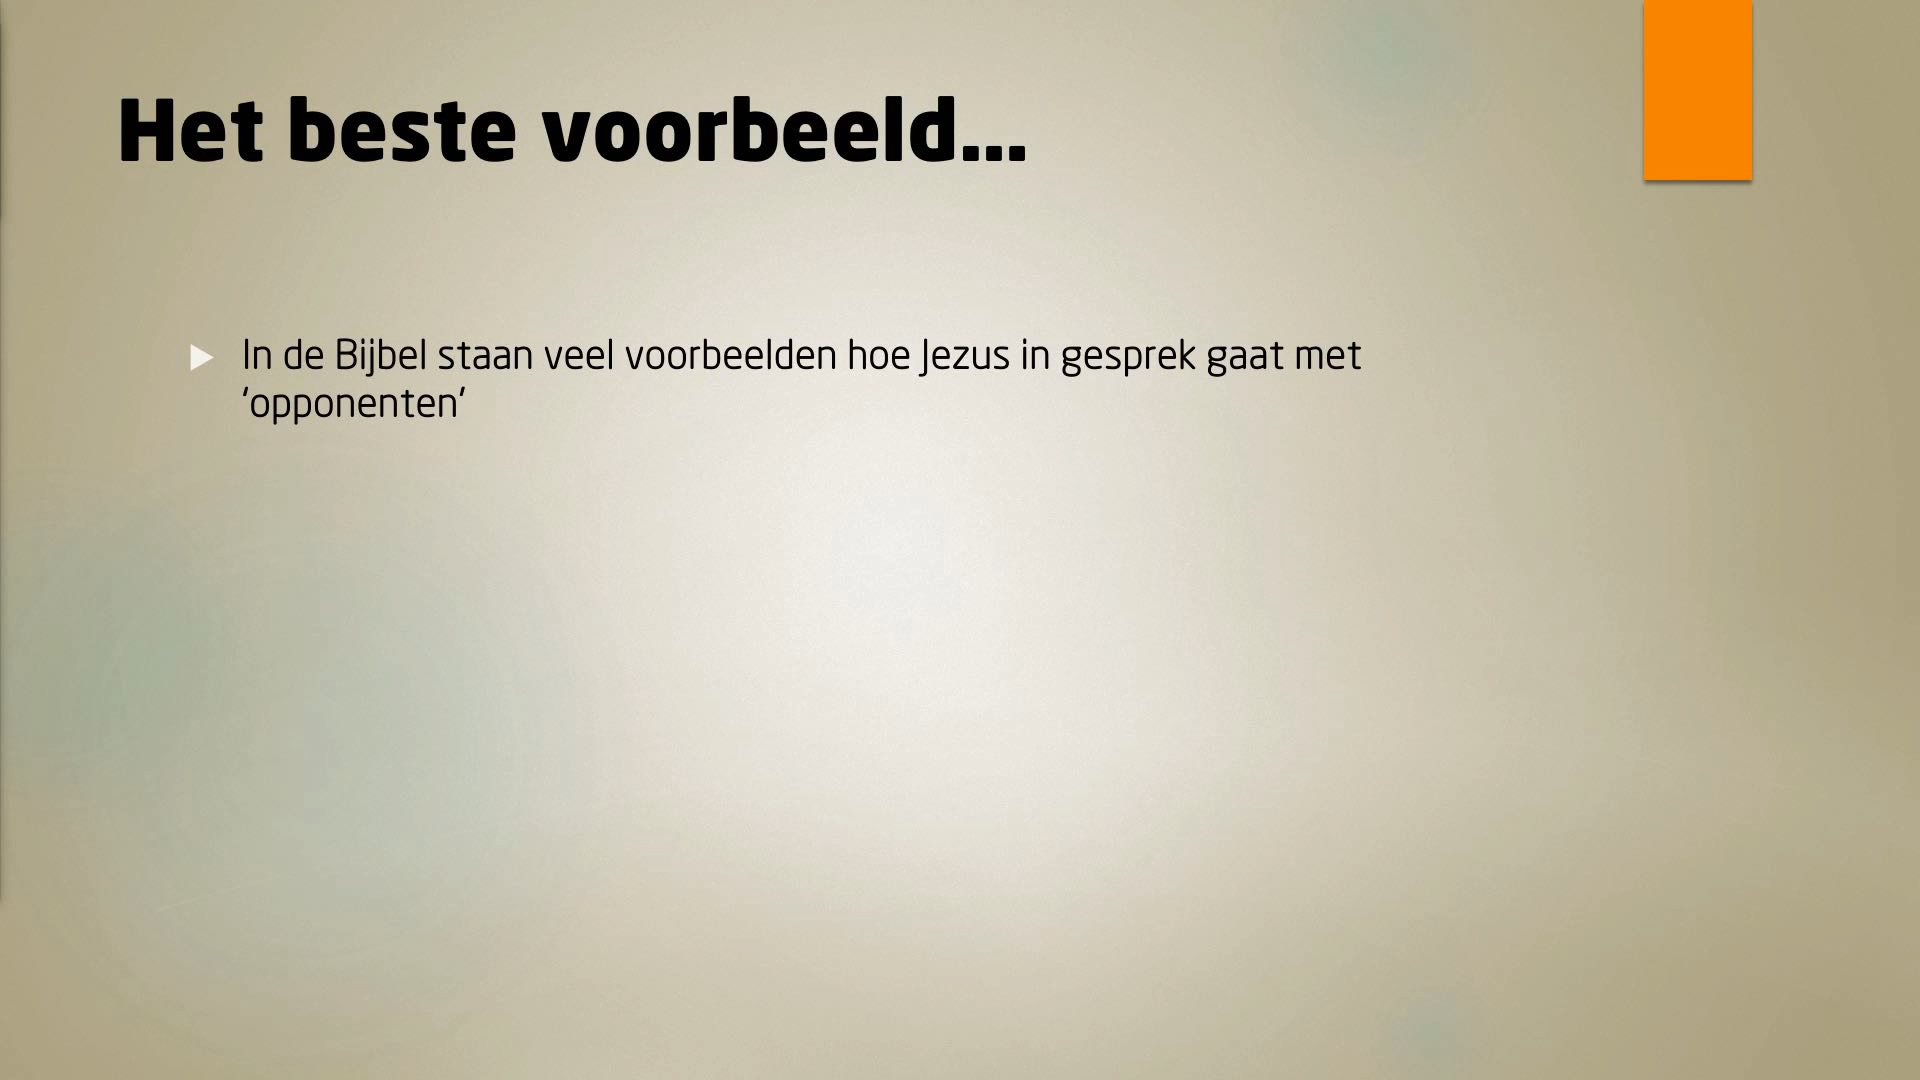 Het beste voorbeeld...
In de Bijbel staan veel voorbeelden hoe Jezus in gesprek gaat met
‘opponenten’